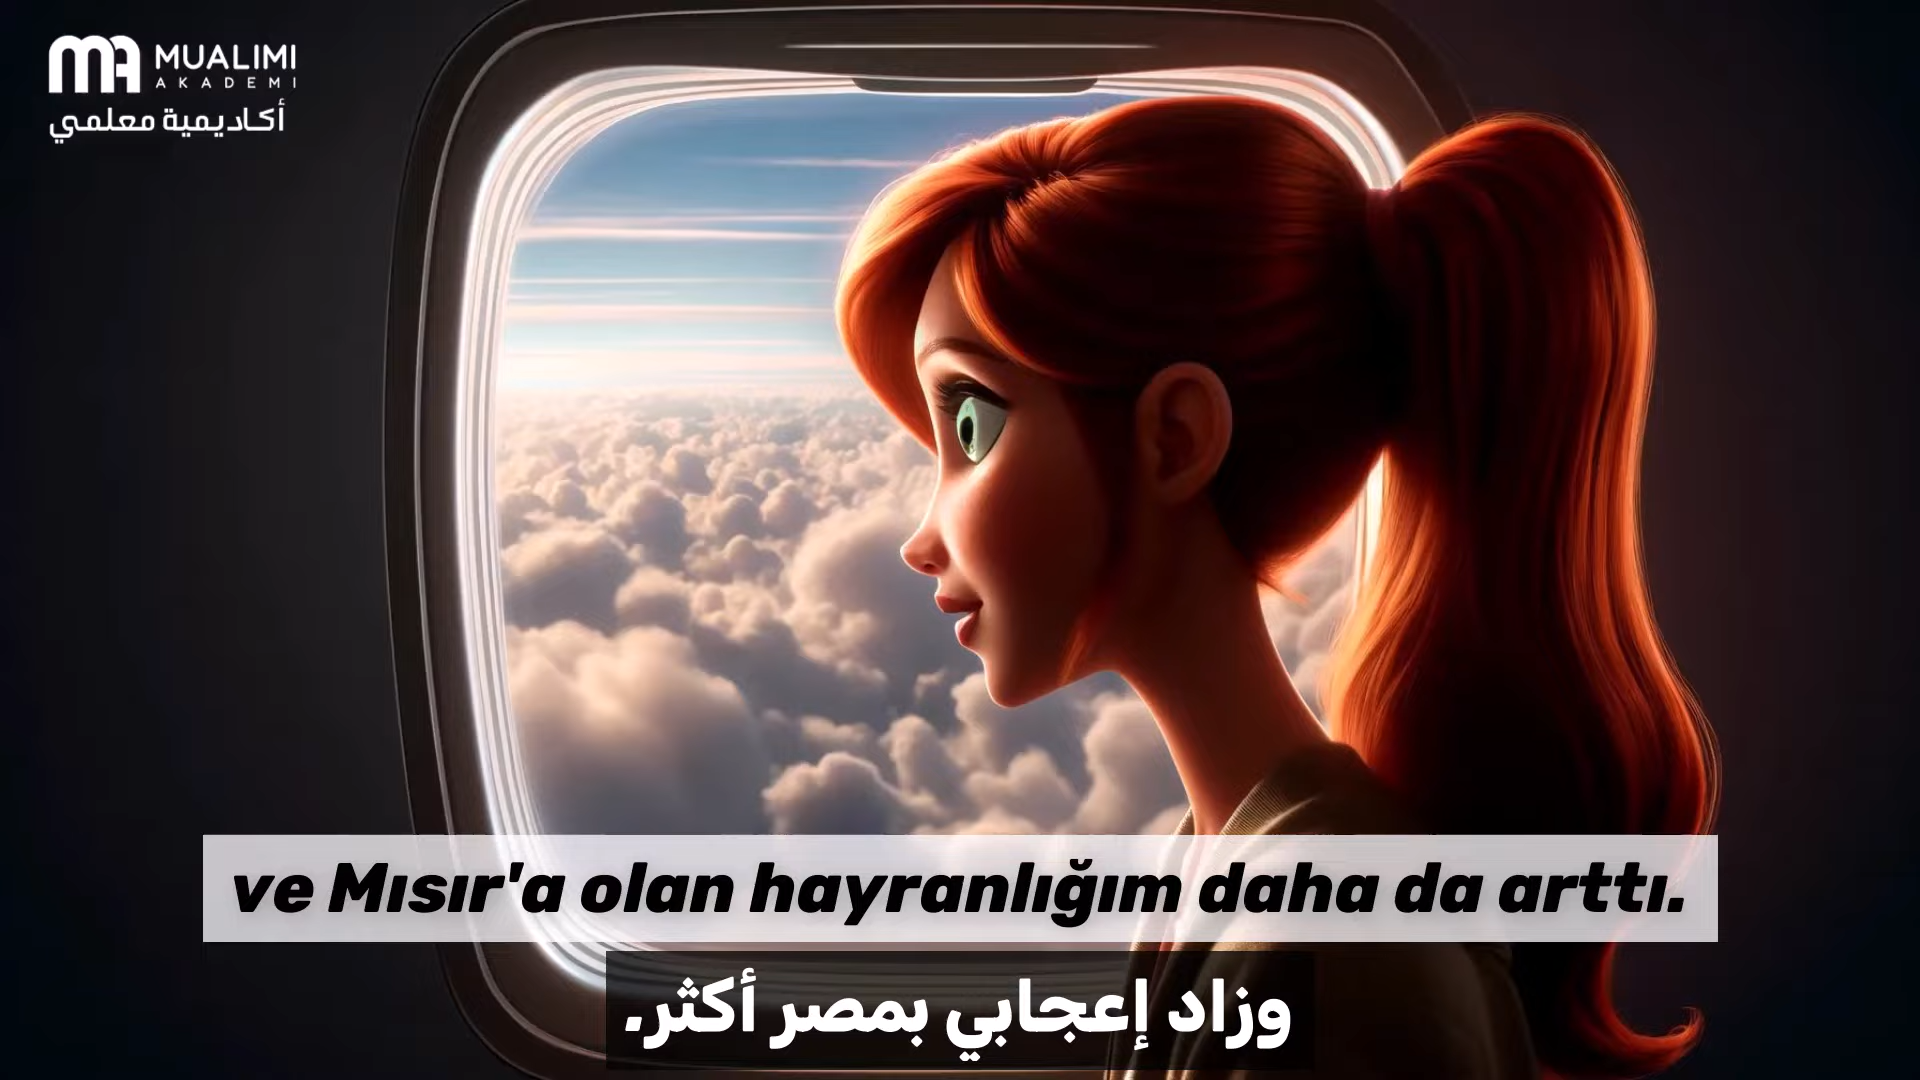 MUALIMI
AKADEMI
أكاديمية معلمي
ve Mısır'a olan hayranlığım daha da arttı.
وزاد إعجابي بمصر أكثر.